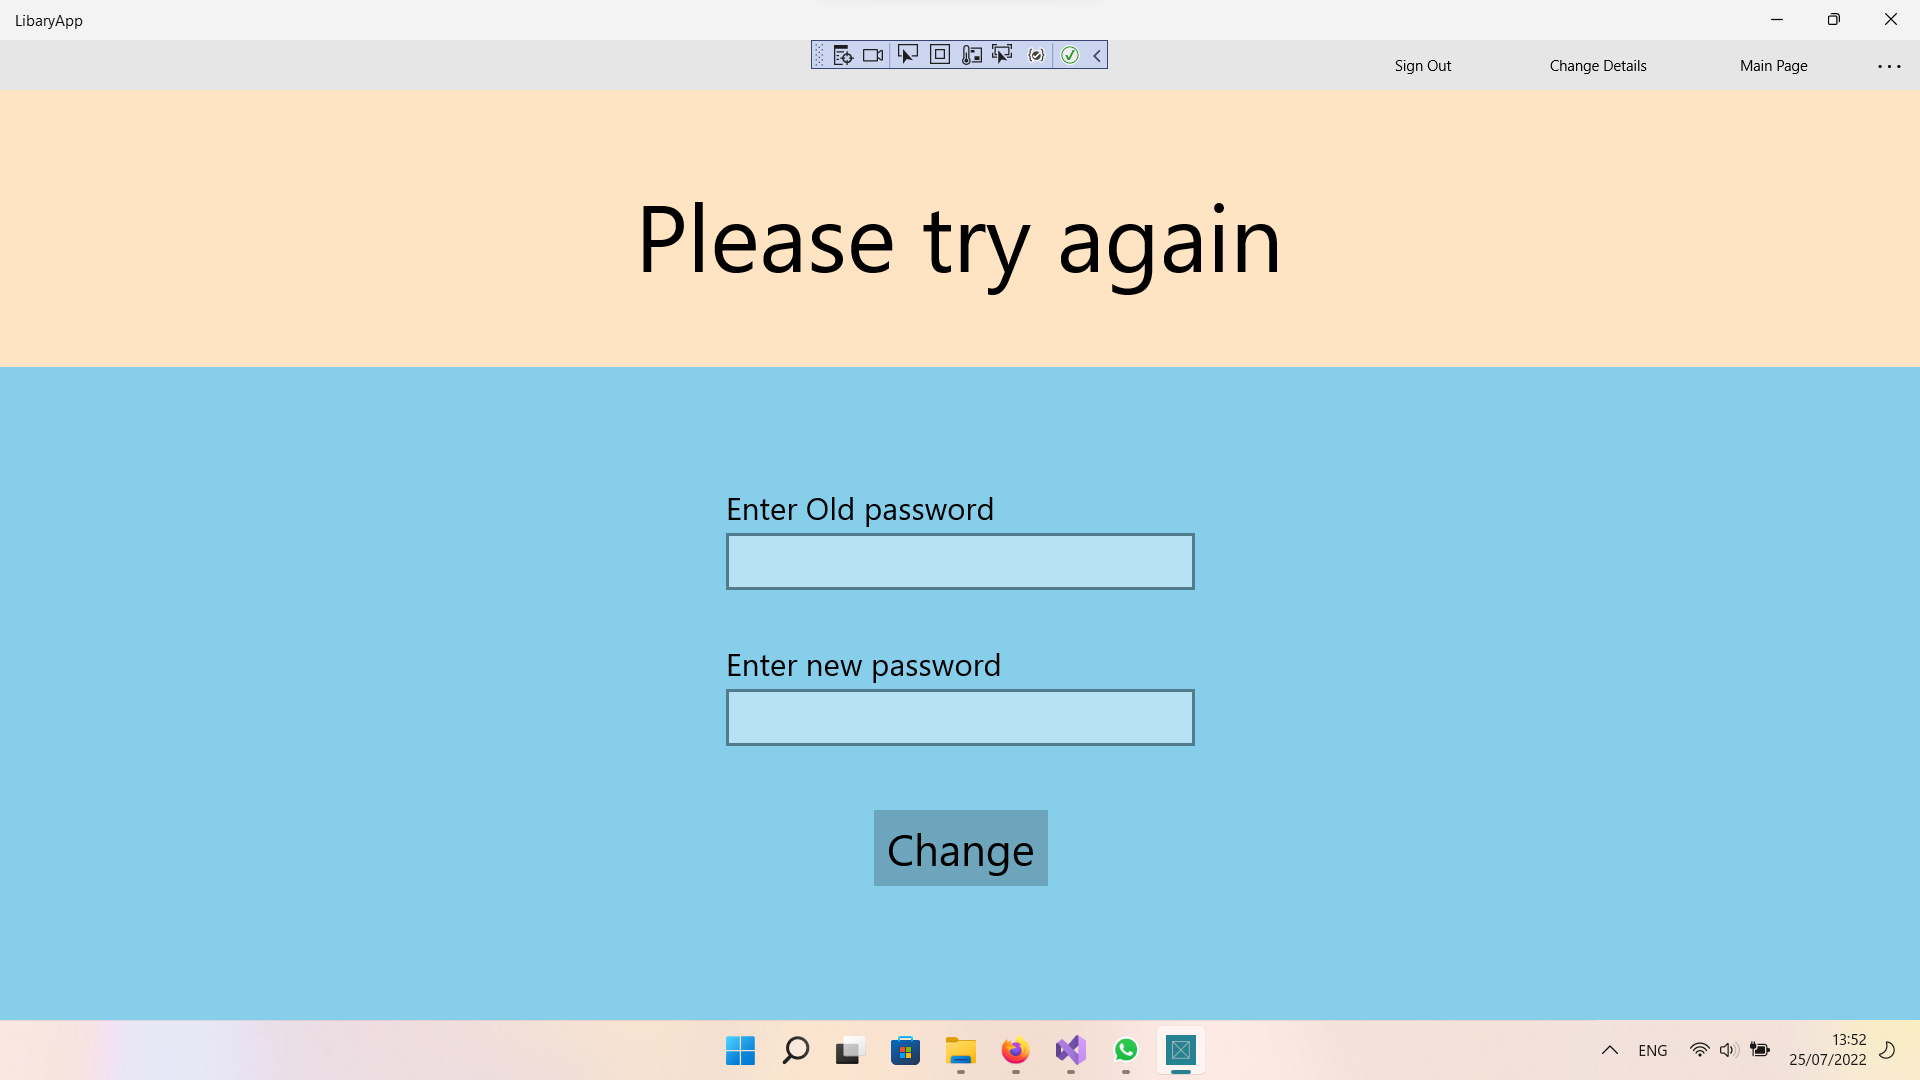 LibaryApp
Sign Out
Change Details
Main Page
Please try again
Enter Old password
Enter new password
Change
ENG
13:52
25/07/2022